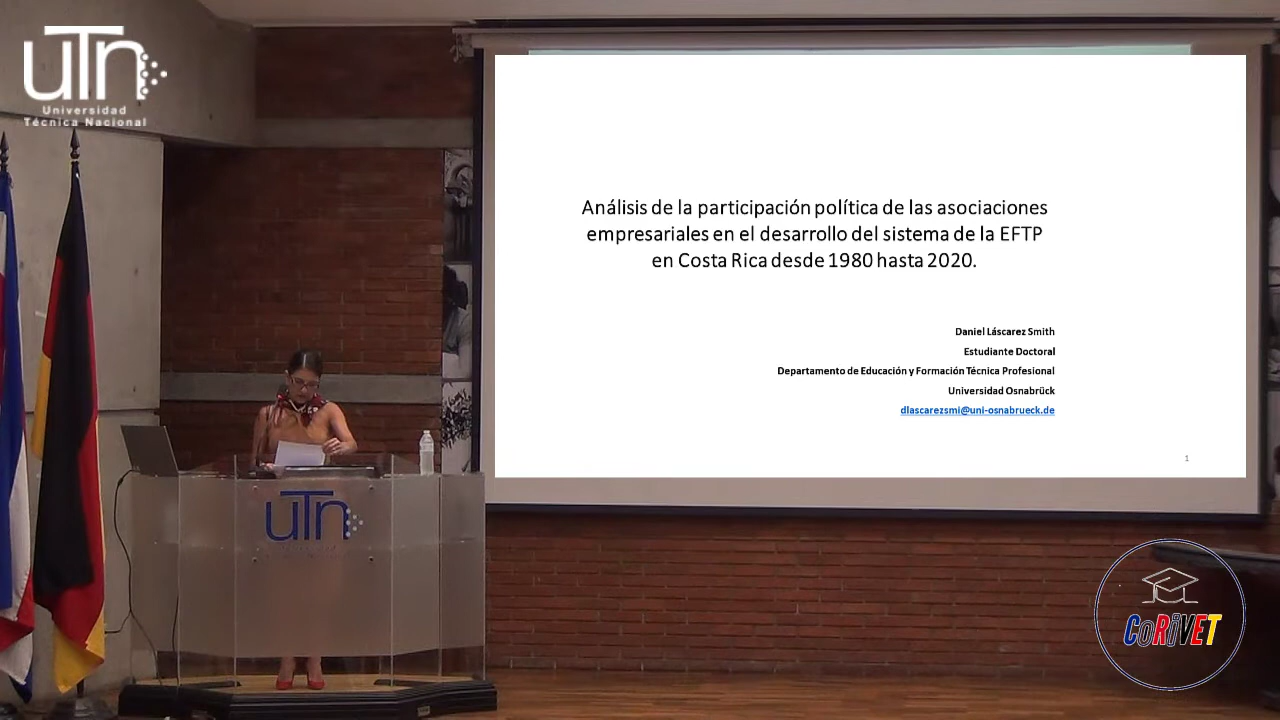 uTn
Universidad
Técnica Nacional
Análisis de la participación política de las asociaciones
empresariales en el desarrollo del sistema de la EFTP
en Costa Rica desde 1980 hasta 2020.
Daniel Láscarez Smith
Estudiante Doctoral
Departamento de Educación y Formación Técnica Profesional
Universidad Osnabrück
dlascarezsmi@uni-osnabrueck.de
1
uTn
CoRiVET